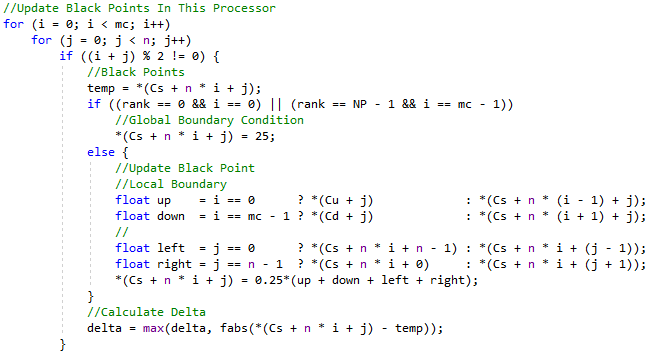 //Update Black Points In This Processor
for (i = 0; i < mc; i++)
    for (j = 0; j < n; j++)
        if ((i + j) % 2 != 0) {
            //Black Points
            temp = *(Cs + n * i + j);
            if ((rank == 0 && i == 0) || (rank == NP - 1 && i == mc - 1))
                //Global Boundary Condition
                *(Cs + n * i + j) = 25;
            else {
                //Update Black Point
                //Local Boundary
                float up    = i == 0      ? *(Cu + j)             : *(Cs + n * (i - 1) + j);
                float down  = i == mc - 1 ? *(Cd + j)             : *(Cs + n * (i + 1) + j);
                //
                float left  = j == 0      ? *(Cs + n * i + n - 1) : *(Cs + n * i + (j - 1));
                float right = j == n - 1  ? *(Cs + n * i + 0)     : *(Cs + n * i + (j + 1));
                *(Cs + n * i + j) = 0.25*(up + down + left + right);
            }
            //Calculate Delta
            delta = max(delta, fabs(*(Cs + n * i + j) - temp));
        }